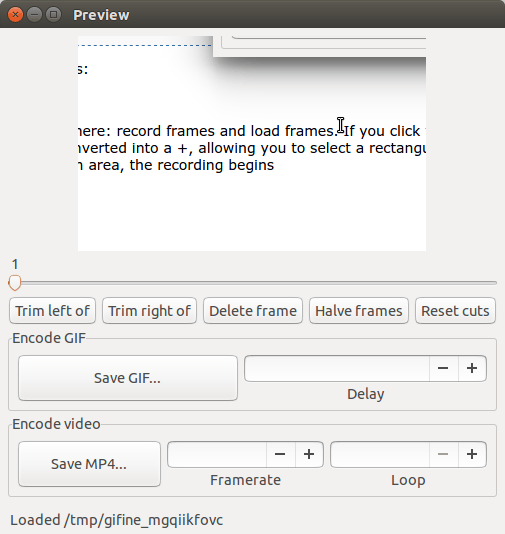 Preview
s:
here: record frames and load frames. If you click
nverted into a +, allowing you to select a rectangu
n area, the recording begins
1
Trim left of Trim right of Delete frame Halve frames Reset cuts
Encode GIF
Save GIF...
Delay
Encode video
Save MP4...
Framerate Loop
Loaded /tmp/gifine_mgqiikfovc